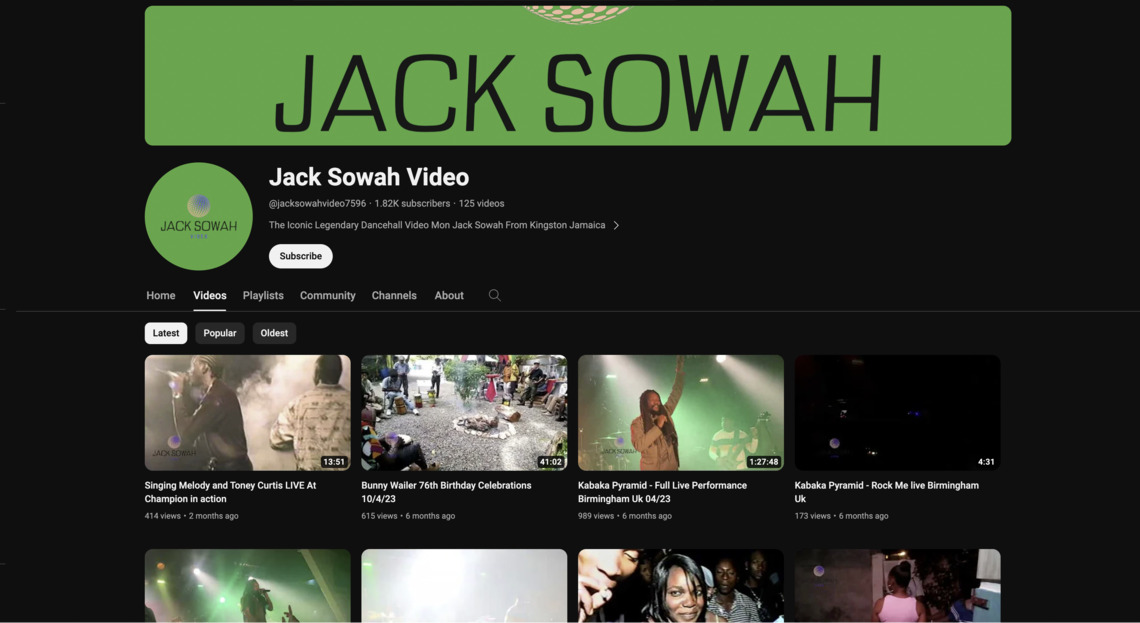 JACK SOWAH
JACK SOWAH
VIDEO
Jack Sowah Video
@jacksowahvideo7596 · 1.82K subscribers · 125 videos
The Iconic Legendary Dancehall Video Mon Jack Sowah From Kingston Jamaica
Subscribe
Home Videos Playlists Community Channels About
Latest Popular Oldest
JACK SOWAH
13:51
41:02
JACK SOWAH
1:27:48
4:31
Singing Melody and Toney Curtis LIVE At
Champion in action
414 views • 2 months ago
Bunny Wailer 76th Birthday Celebrations
10/4/23
615 views • 6 months ago
Kabaka Pyramid - Full Live Performance
Birmingham Uk 04/23
989 views • 6 months ago
Kabaka Pyramid - Rock Me live Birmingham
Uk
173 views • 6 months ago